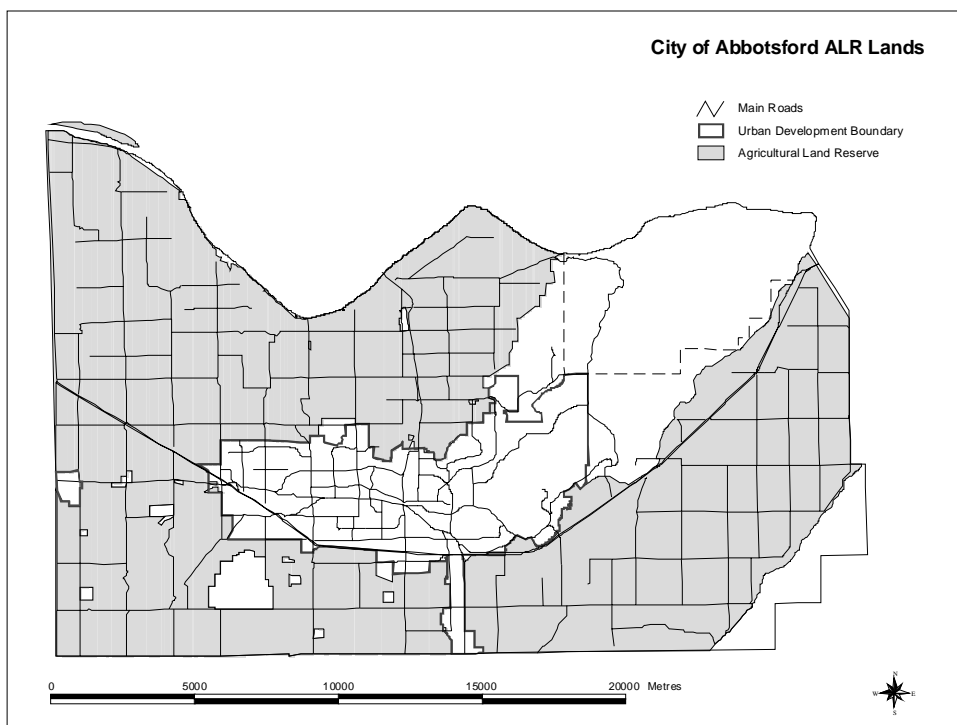 City of Abbotsford ALR Lands
Main Roads
Urban Development Boundary
Agricultural Land Reserve
0 5000 10000 15000 20000 Metres
N
W E
S